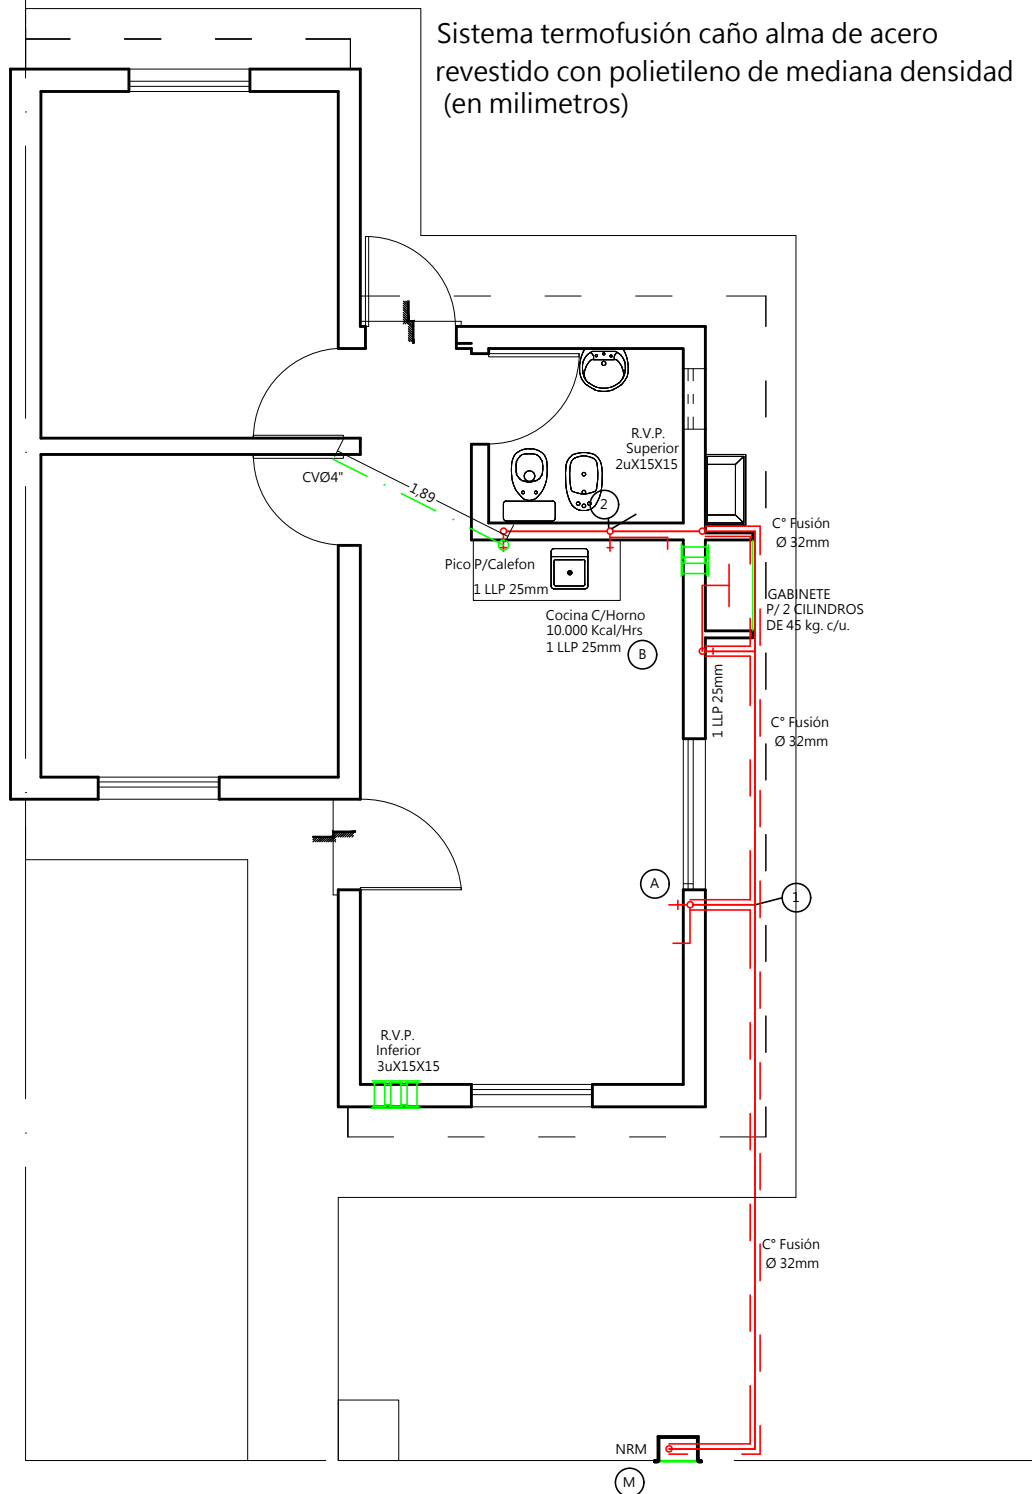 Sistema termofusión caño alma de acero
revestido con polietileno de mediana densidad
(en milimetros)
R.V.P.
Superior
2uX15X15
CVØ4"
1,89
2
C° Fusión
Ø 32mm
Pico P/Calefon
1 LLP 25mm
GABINETE
P/ 2 CILINDROS
DE 45 kg. c/u.
Cocina C/Horno
10.000 Kcal/Hrs
1 LLP 25mm
B
1 LLP 25mm
C° Fusión
Ø 32mm
A
1
R.V.P.
Inferior
3uX15X15
C° Fusión
Ø 32mm
NRM
M